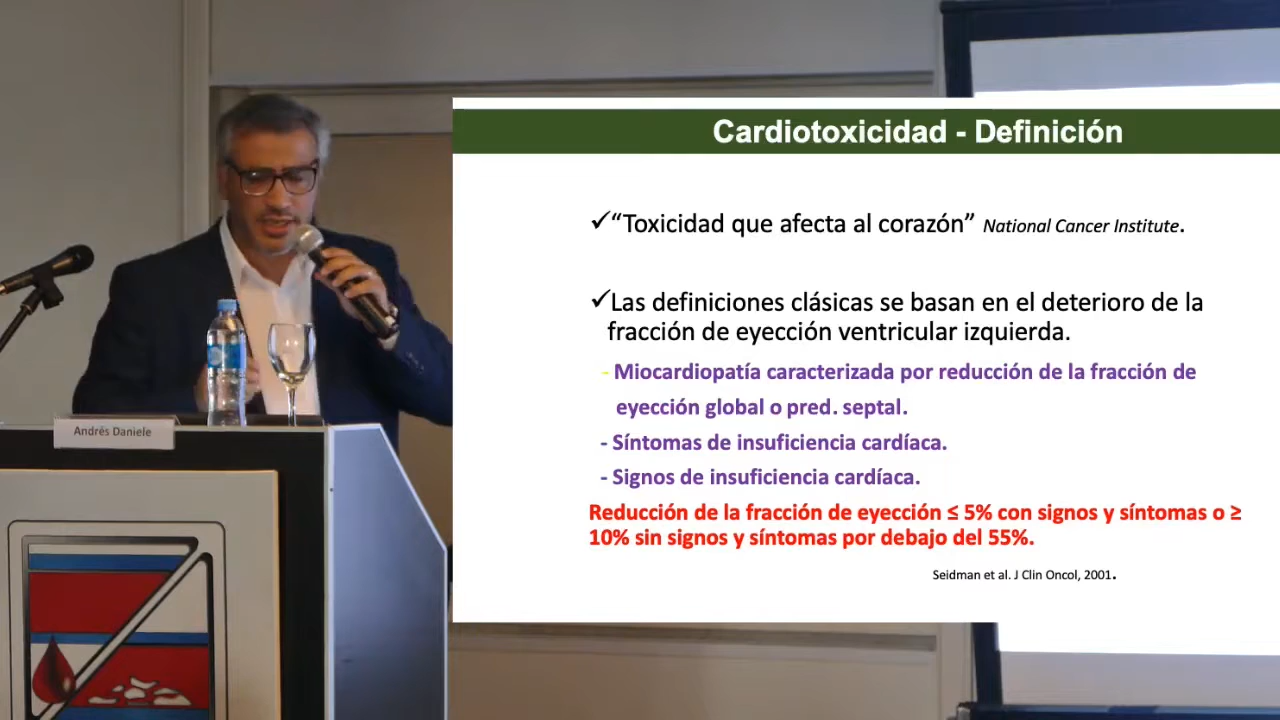 Cardiotoxicidad - Definición
✓“Toxicidad que afecta al corazón” National Cancer Institute.
✓Las definiciones clásicas se basan en el deterioro de la
fracción de eyección ventricular izquierda.
- Miocardiopatía caracterizada por reducción de la fracción de
eyección global o pred. septal.
- Síntomas de insuficiencia cardíaca.
- Signos de insuficiencia cardíaca.
Reducción de la fracción de eyección ≤ 5% con signos y síntomas o ≥
10% sin signos y síntomas por debajo del 55%.
Seidman et al. J Clin Oncol, 2001.
Andrés Daniele